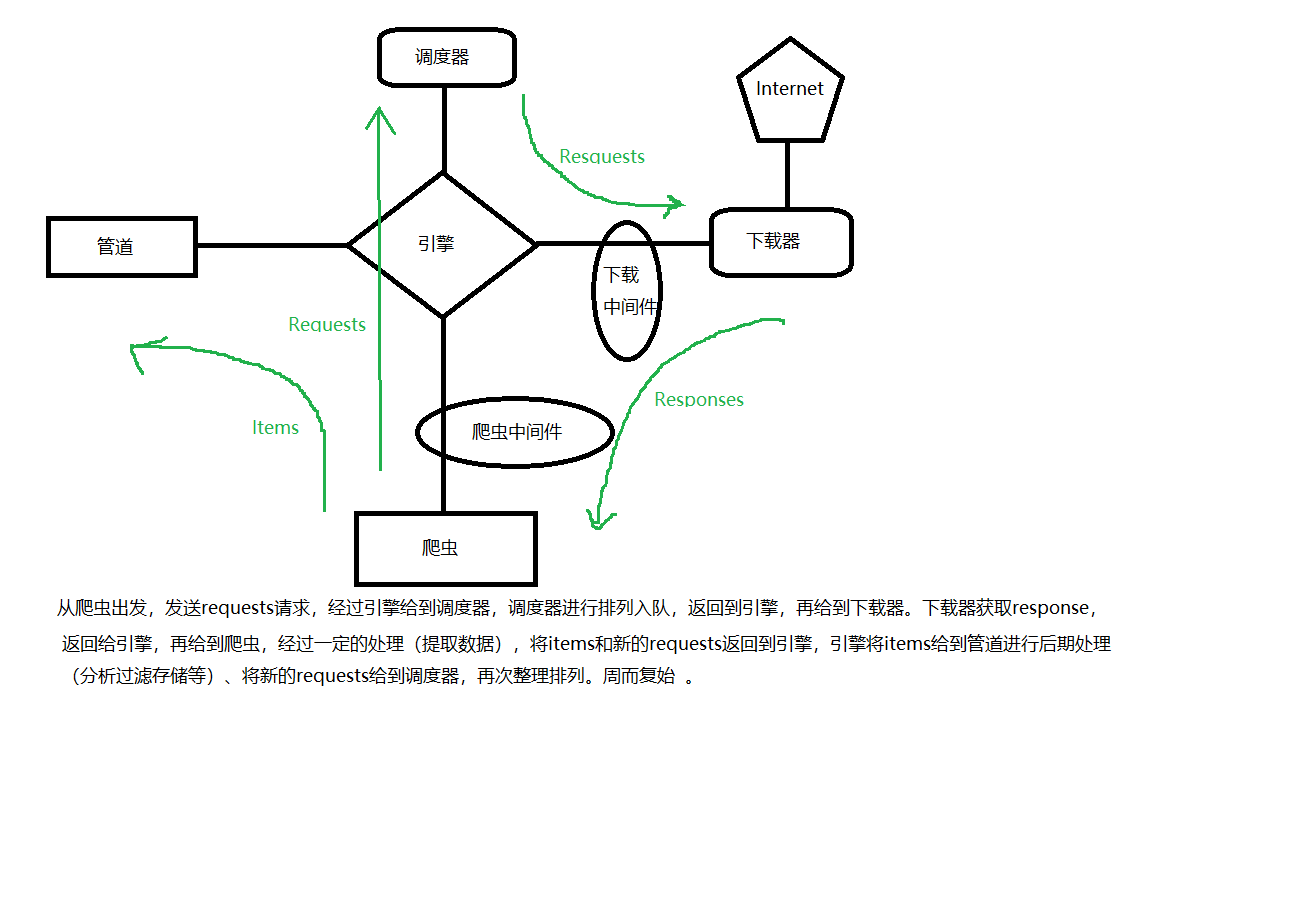 调度器
Internet
Resquests
管道
引擎
下载器
下载
中间件
Requests
Responses
Items
爬虫中间件
爬虫
从爬虫出发，发送requests请求，经过引擎给到调度器，调度器进行排列入队，返回到引擎，再给到下载器。下载器获取response，
返回给引擎，再给到爬虫，经过一定的处理（提取数据），将items和新的requests返回到引擎，引擎将items给到管道进行后期处理
（分析过滤存储等）、将新的requests给到调度器，再次整理排列。周而复始 。